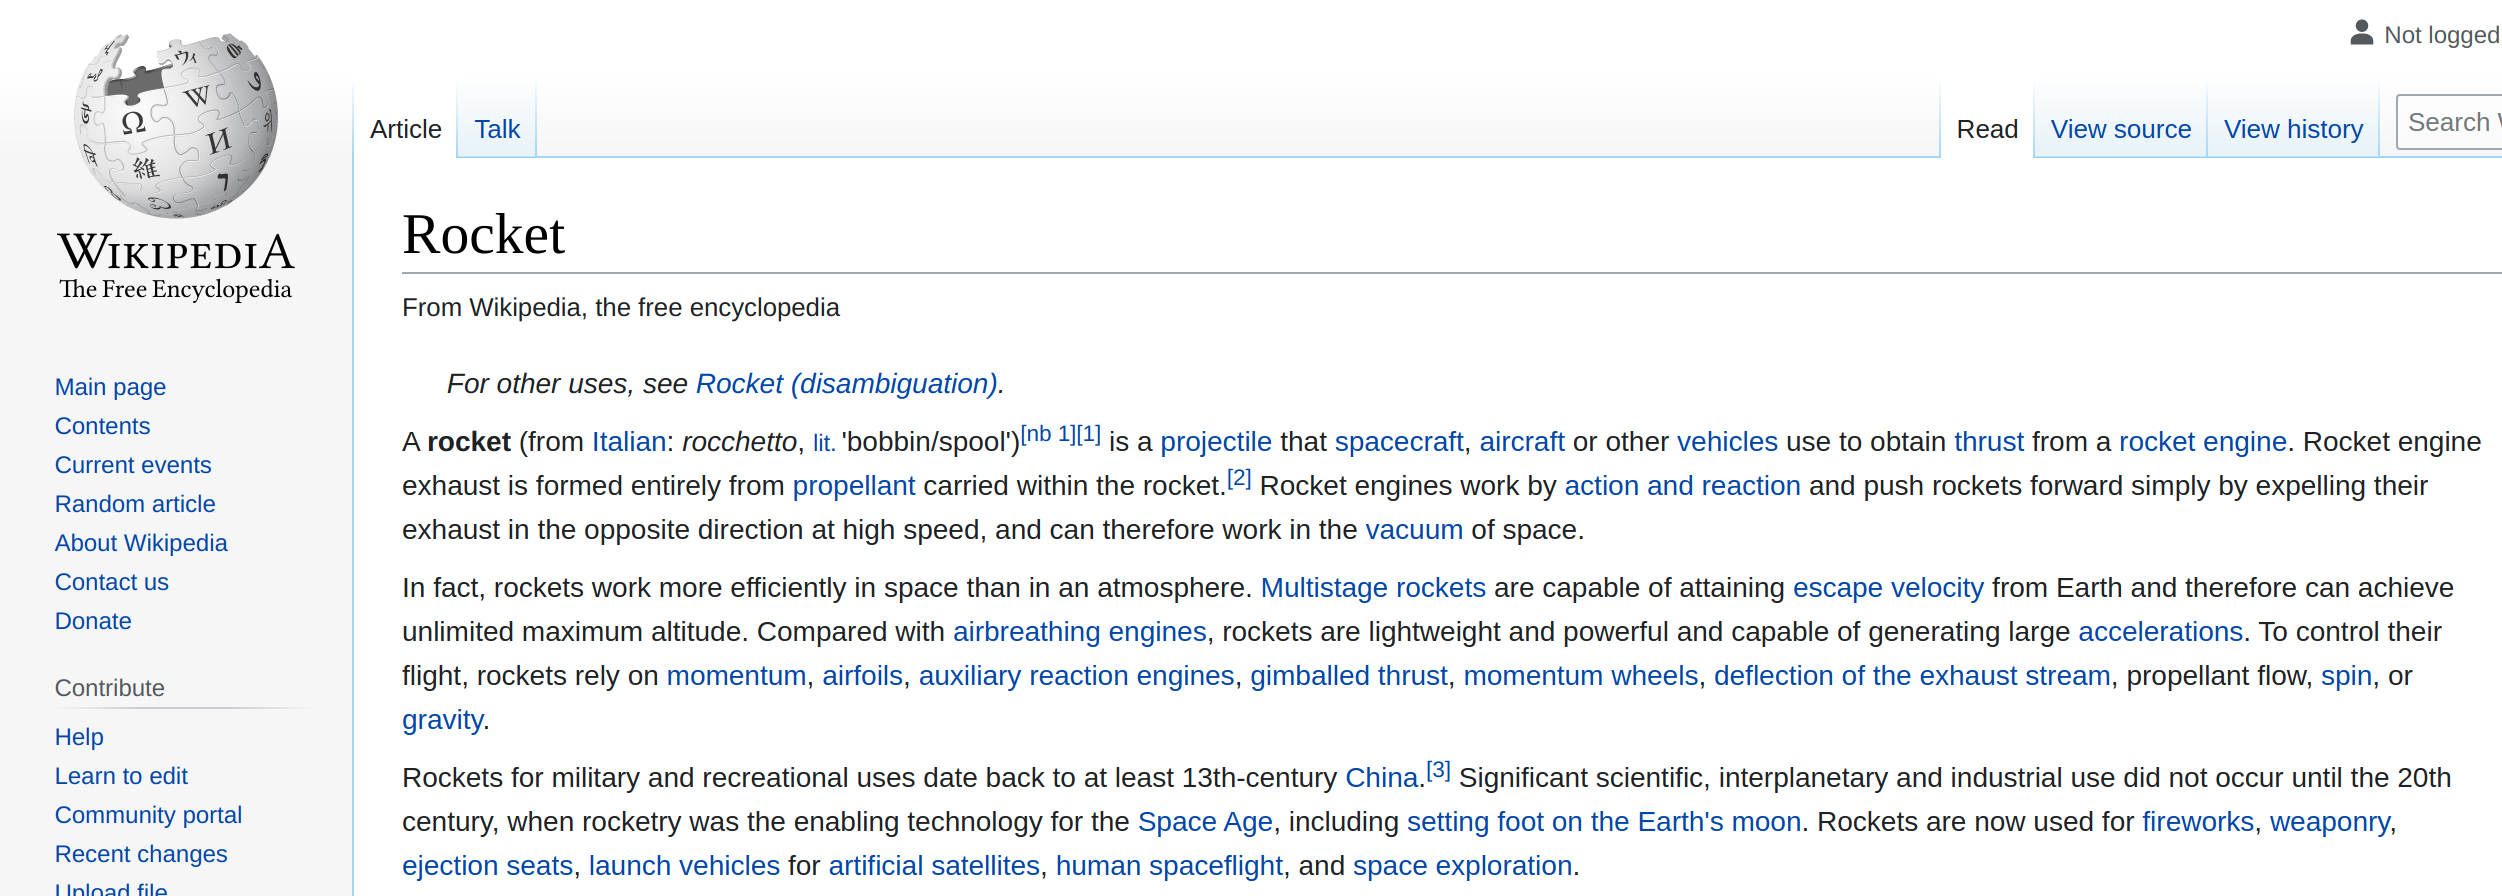 Not logged
Article
Talk
Read
View source
View history
Search
WIKIPEDIA
The Free Encyclopedia
Main page
Contents
Current events
Random article
About Wikipedia
Contact us
Donate
Contribute
Help
Learn to edit
Community portal
Recent changes
Upload file
Rocket
From Wikipedia, the free encyclopedia
For other uses, see Rocket (disambiguation).
A rocket (from Italian: rocchetto, lit. 'bobbin/spool')[nb 1][1] is a projectile that spacecraft, aircraft or other vehicles use to obtain thrust from a rocket engine. Rocket engine
exhaust is formed entirely from propellant carried within the rocket.[2] Rocket engines work by action and reaction and push rockets forward simply by expelling their
exhaust in the opposite direction at high speed, and can therefore work in the vacuum of space.
In fact, rockets work more efficiently in space than in an atmosphere. Multistage rockets are capable of attaining escape velocity from Earth and therefore can achieve
unlimited maximum altitude. Compared with airbreathing engines, rockets are lightweight and powerful and capable of generating large accelerations. To control their
flight, rockets rely on momentum, airfoils, auxiliary reaction engines, gimballed thrust, momentum wheels, deflection of the exhaust stream, propellant flow, spin, or
gravity.
Rockets for military and recreational uses date back to at least 13th-century China.[3] Significant scientific, interplanetary and industrial use did not occur until the 20th
century, when rocketry was the enabling technology for the Space Age, including setting foot on the Earth's moon. Rockets are now used for fireworks, weaponry,
ejection seats, launch vehicles for artificial satellites, human spaceflight, and space exploration.